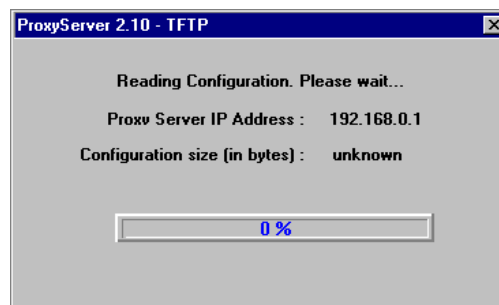 ProxyServer 2.10 - TFTP
Reading Configuration. Please wait...
Proxy Server IP Address : 192.168.0.1
Configuration size (in bytes) : unknown
0 %